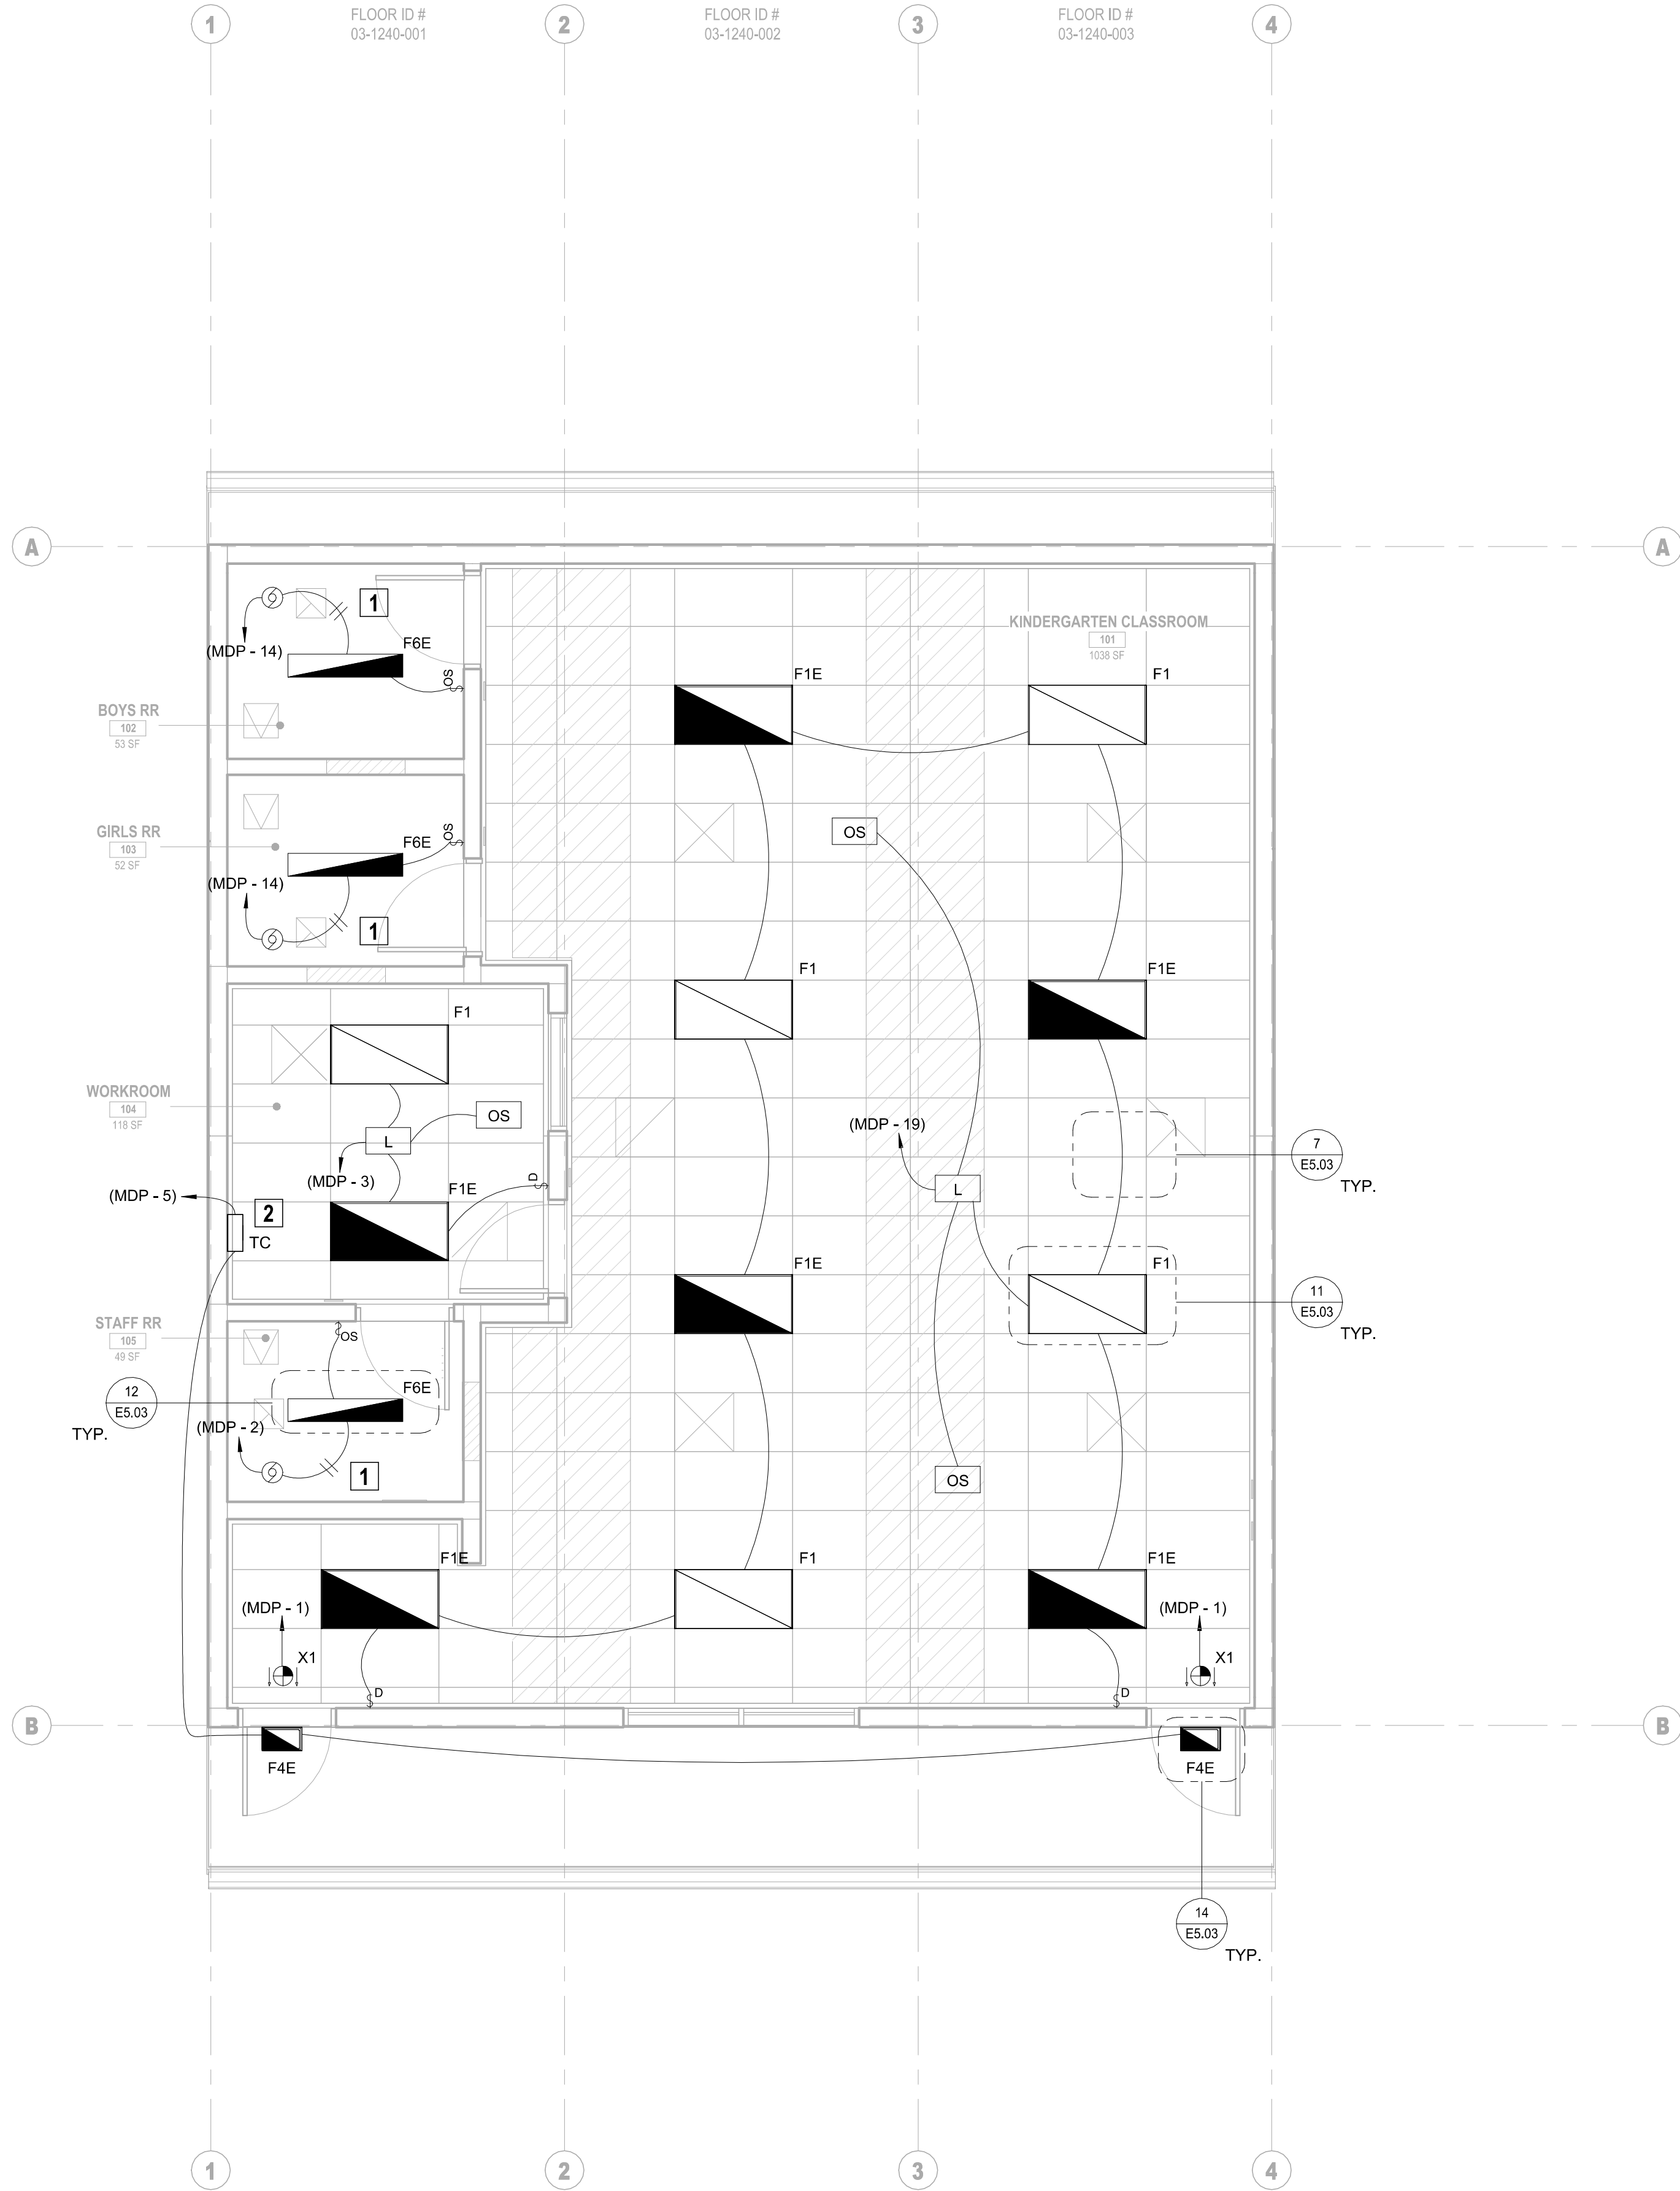 1
FLOOR ID #
03-1240-001
2
FLOOR ID #
03-1240-002
3
FLOOR ID #
03-1240-003
4
A
A
1
(MDP - 14)
F6E
OS
KINDERGARTEN CLASSROOM
101
1038 SF
F1E
F1
BOYS RR
102
53 SF
GIRLS RR
103
52 SF
F6E
OS
OS
(MDP - 14)
1
F1
F1
F1E
WORKROOM
104
118 SF
OS
L
(MDP - 3)
F1E
D
(MDP - 5)
2
TC
(MDP - 19)
L
7
E5.03
TYP.
F1E
F1
11
E5.03
TYP.
STAFF RR
105
49 SF
OS
F6E
12
E5.03
TYP.
(MDP - 2)
1
OS
F1E
F1
F1E
(MDP - 1)
X1
D
(MDP - 1)
X1
D
B
B
F4E
F4E
14
E5.03
TYP.
1
2
3
4